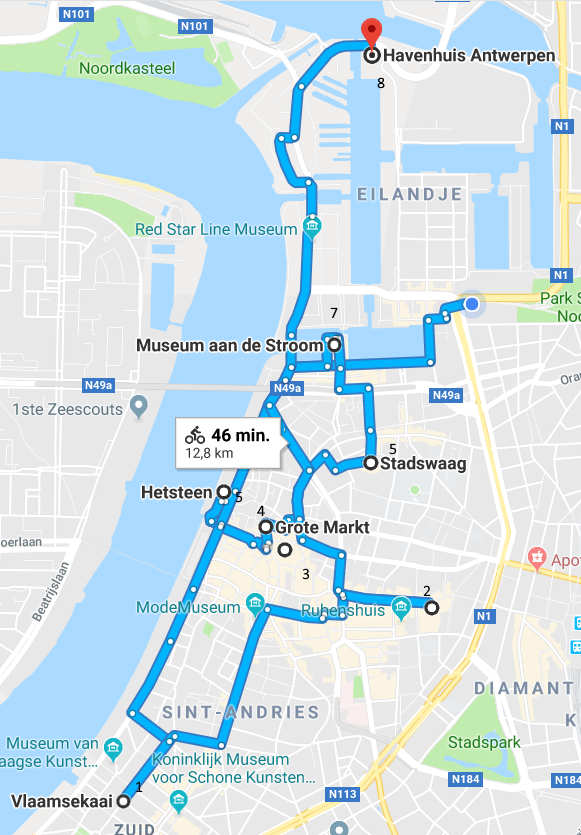 N101
N101
Noordkasteel
Havenhuis Antwerpen
8
N1
EILANDJE
Red Star Line Museum
N1
Park S
Noo
7
Museum aan de Stroom
N49a
N49a
N49a
Oran
1ste Zeescouts
46 min.
12,8 km
5
Stadswaag
Hetsteen
5
4
Grote Markt
oerlaan
Beatrijslaan
3
Apov
2
ModeMuseum
Rubenshuis
N1
DIAMANT
K
SINT-ANDRIES
Stadspark
Museum van
aagse Kunst...
Koninklijk Museum
voor Schone Kunsten...
N184
N184
1
Vlaamsekaai
N113
ZUID